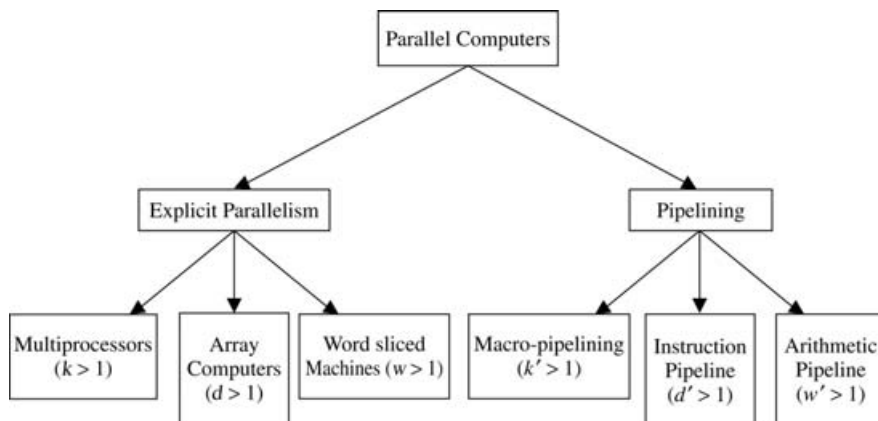 Parallel Computers
Explicit Parallelism
Pipelining
Multiprocessors
(k > 1)
Array
Computers
(d > 1)
Word sliced
Machines (w > 1)
Macro-pipelining
(k′ > 1)
Instruction
Pipeline
(d′ > 1)
Arithmetic
Pipeline
(w′ > 1)